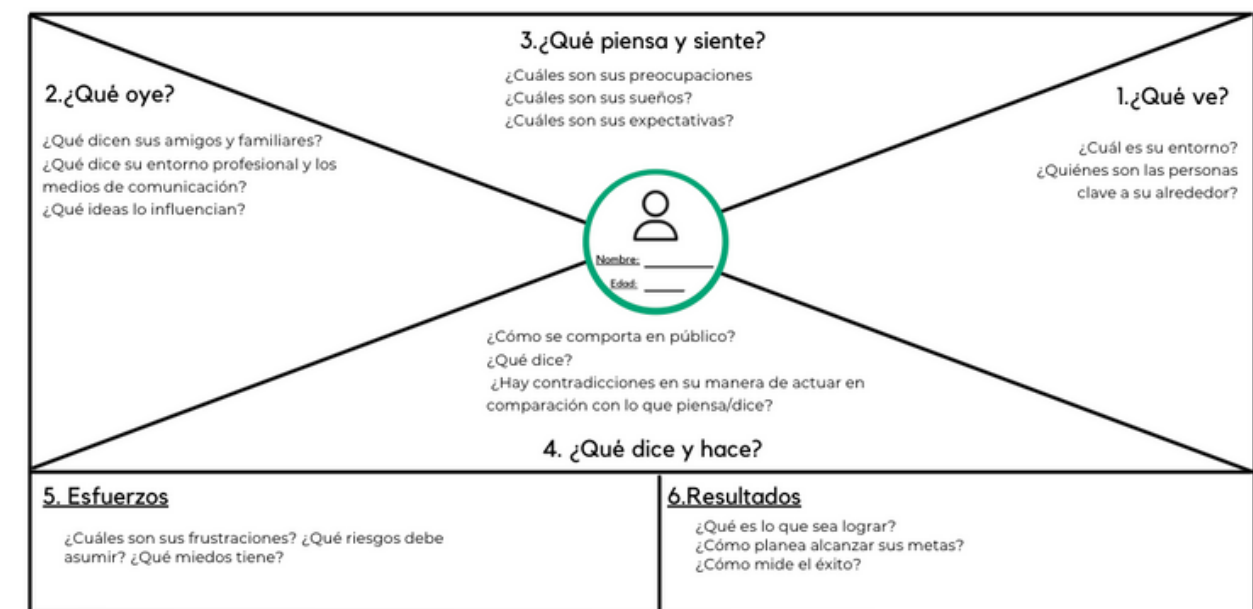 3.¿Qué piensa y siente?
¿Cuáles son sus preocupaciones
¿Cuáles son sus sueños?
¿Cuáles son sus expectativas?
2.¿Qué oye?
¿Qué dicen sus amigos y familiares?
¿Qué dice su entorno profesional y los
medios de comunicación?
¿Qué ideas lo influencian?
1.¿Qué ve?
¿Cuál es su entorno?
¿Quiénes son las personas
clave a su alrededor?
Nombre:
Edad:
¿Cómo se comporta en público?
¿Qué dice?
¿Hay contradicciones en su manera de actuar en
comparación con lo que piensa/dice?
4. ¿Qué dice y hace?
5. Esfuerzos
¿Cuáles son sus frustraciones? ¿Qué riesgos debe
asumir? ¿Qué miedos tiene?
6.Resultados
¿Qué es lo que sea lograr?
¿Cómo planea alcanzar sus metas?
¿Cómo mide el éxito?